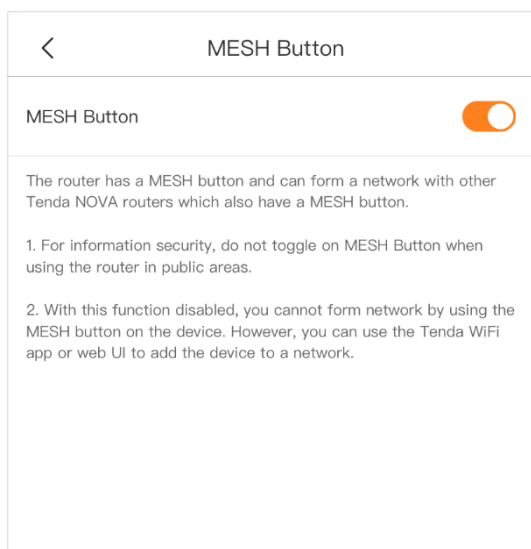 MESH Button
MESH Button
The router has a MESH button and can form a network with other
Tenda NOVA routers which also have a MESH button.
1. For information security, do not toggle on MESH Button when
using the router in public areas.
2. With this function disabled, you cannot form network by using the
MESH button on the device. However, you can use the Tenda WiFi
app or web UI to add the device to a network.